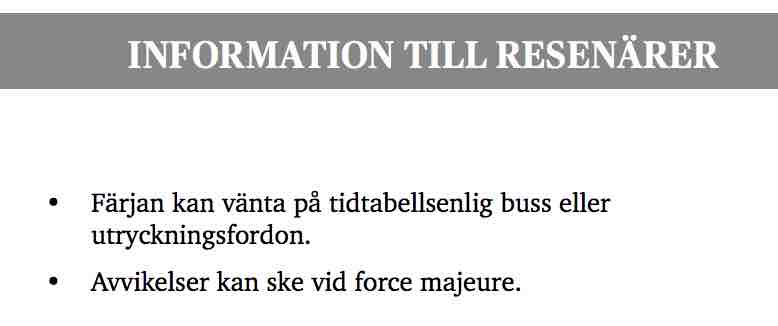 INFORMATION TILL RESENÄRER
• Färjan kan vänta på tidtabellsenlig buss eller
utryckningsfordon.
• Avvikelser kan ske vid force majeure.